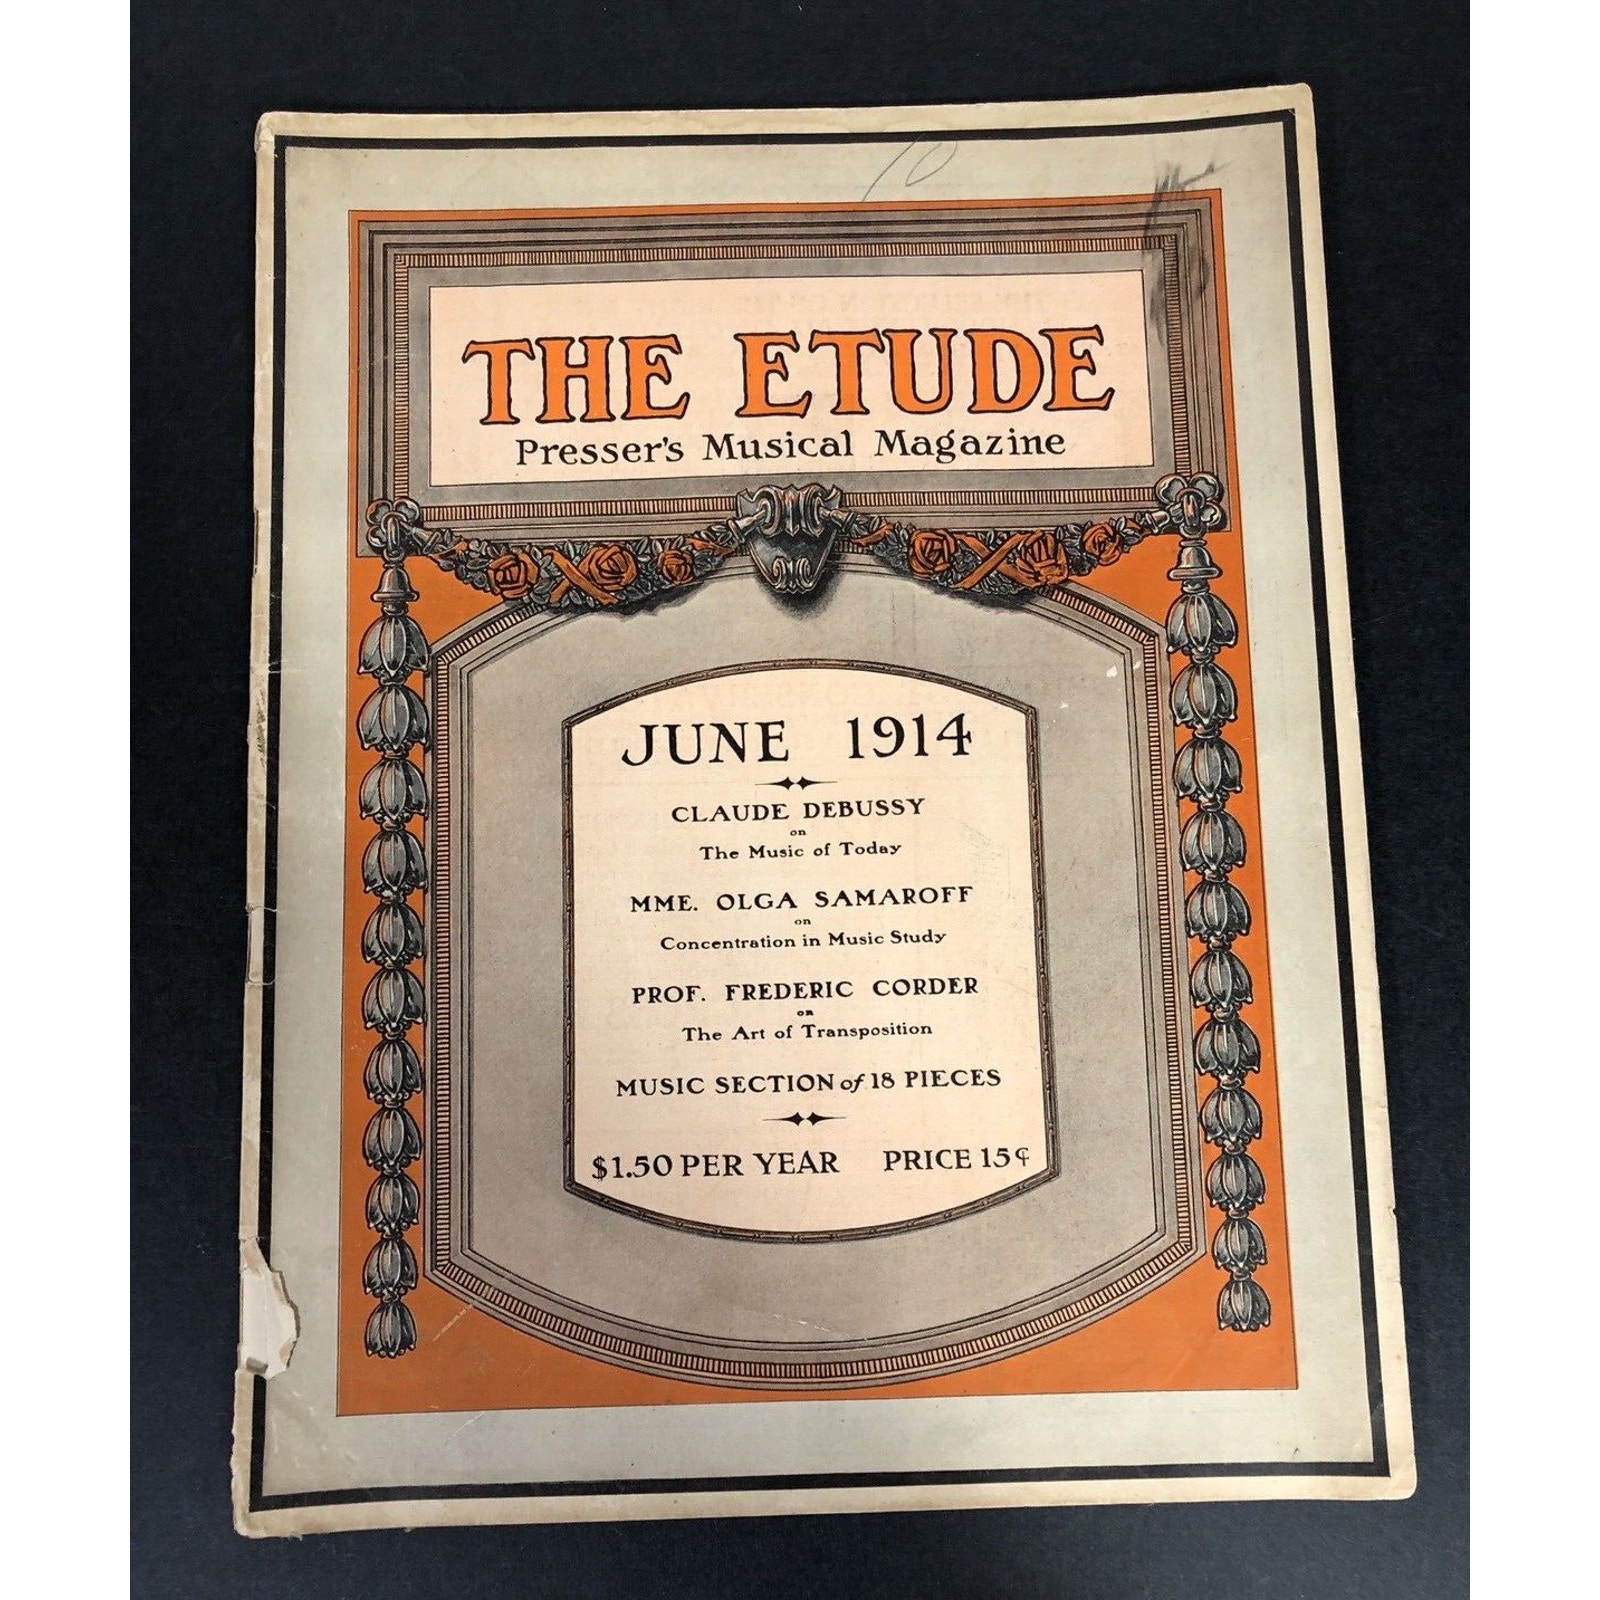 10
THE ETUDE
Presser's Musical Magazine
JUNE 1914
CLAUDE DEBUSSY
on
The Music of Today
MME. OLGA SAMAROFF
on
Concentration in Music Study
PROF. FREDERIC CORDER
on
The Art of Transposition
MUSIC SECTION of 18 PIECES
$1.50 PER YEAR PRICE 15¢